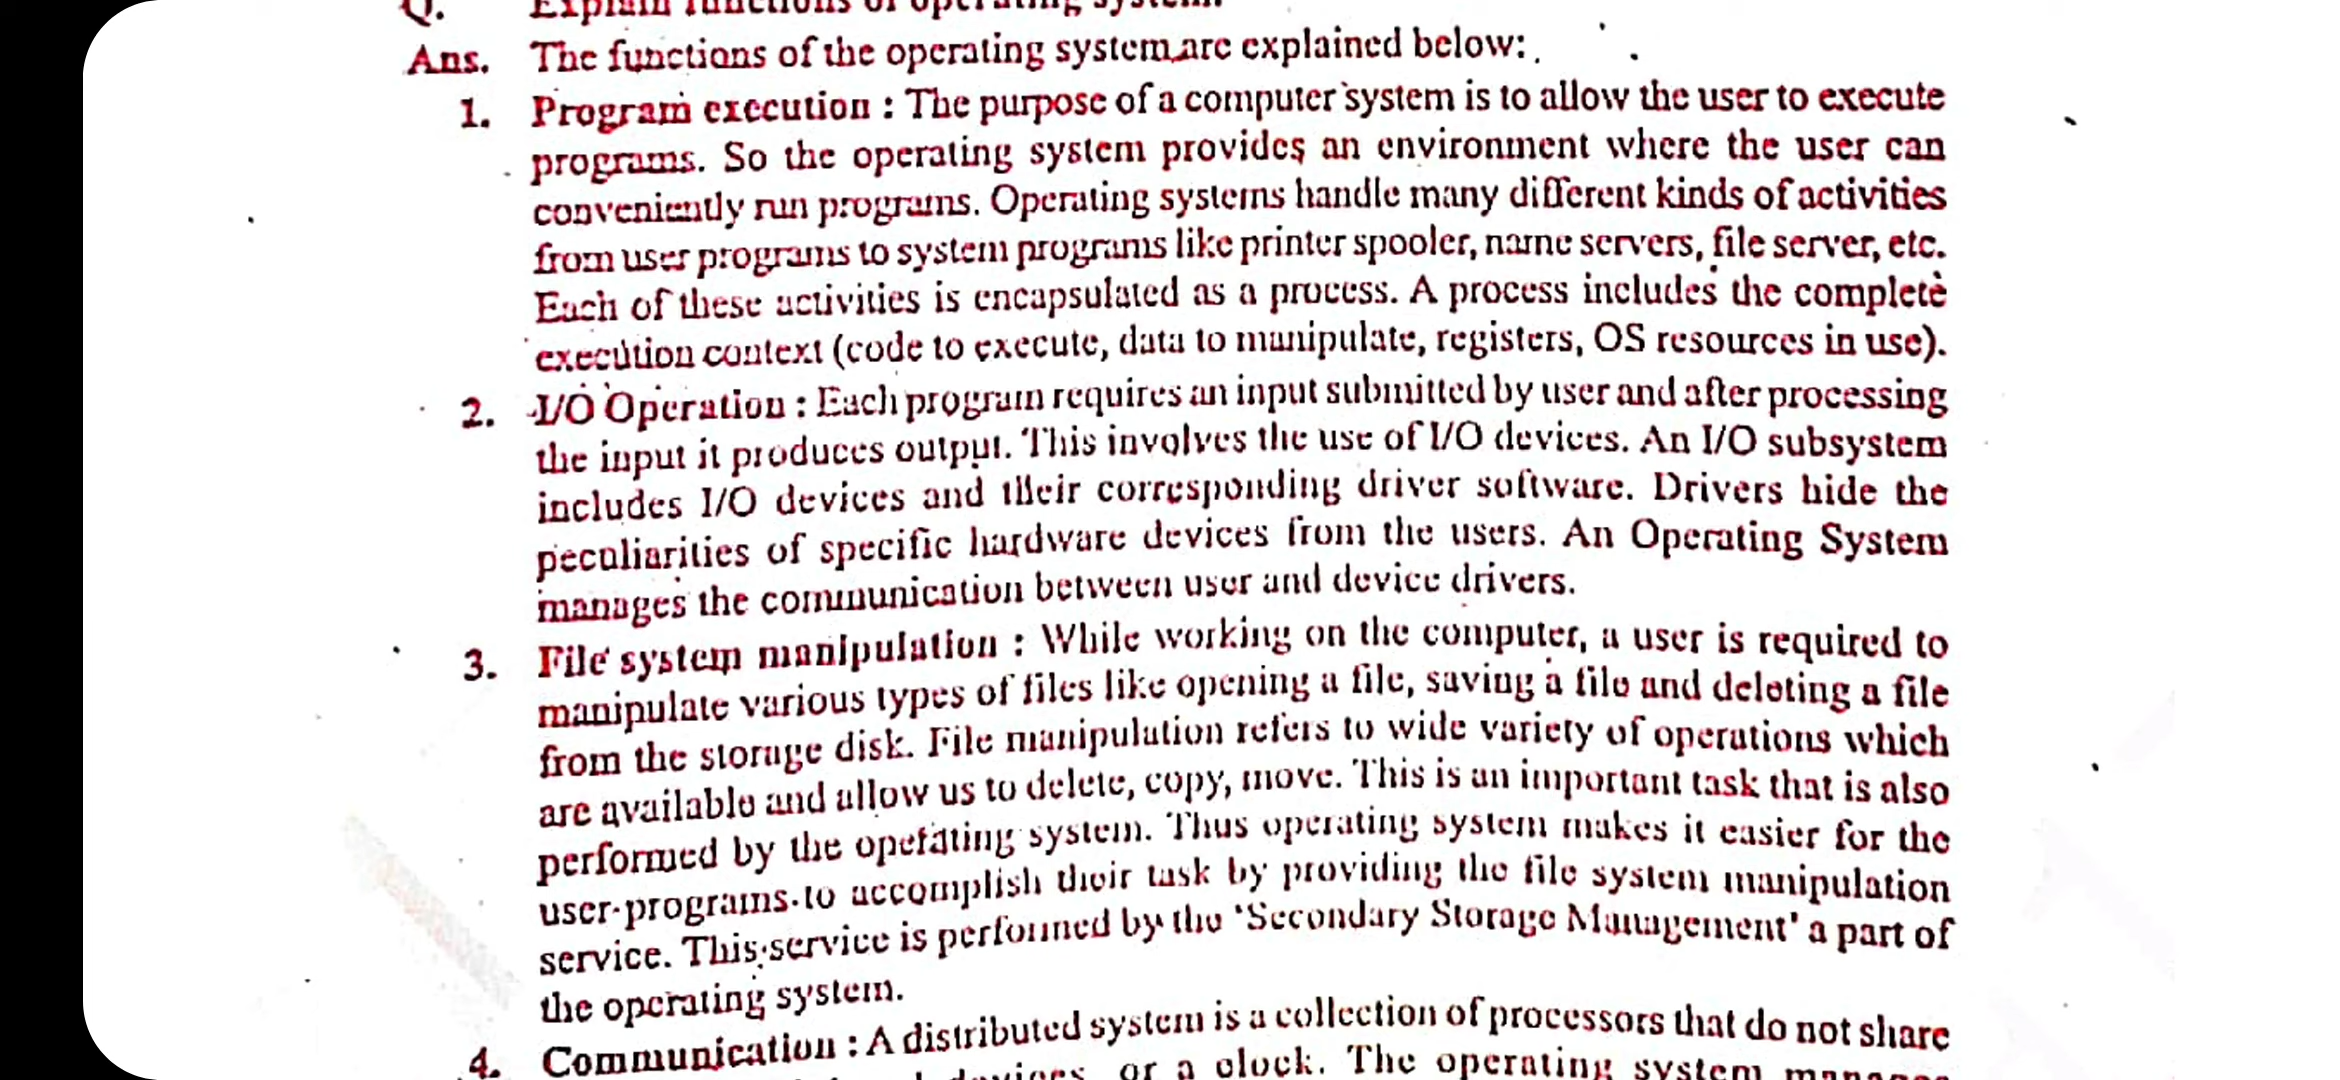 Q. Explain functions of operating system.
Ans. The functions of the operating system are explained below:
1. Program execution : The purpose of a computer system is to allow the user to execute
programs. So the operating system provides an environment where the user can
conveniently run programs. Operating systems handle many different kinds of activities
from user programs to system programs like printer spooler, name servers, file server, etc.
Each of these activities is encapsulated as a process. A process includes the complete
execution context (code to execute, data to manipulate, registers, OS resources in use).
2. I/O Operation : Each program requires an input submitted by user and after processing
the input it produces output. This involves the use of I/O devices. An I/O subsystem
includes I/O devices and their corresponding driver software. Drivers hide the
peculiarities of specific hardware devices from the users. An Operating System
manages the communication between user and device drivers.
3. File system manipulation : While working on the computer, a user is required to
manipulate various types of files like opening a file, saving a file and deleting a file
from the storage disk. File manipulation refers to wide variety of operations which
are available and allow us to delete, copy, move. This is an important task that is also
performed by the operating system. Thus operating system makes it easier for the
user-programs to accomplish their task by providing the file system manipulation
service. This service is performed by the 'Secondary Storage Management' a part of
the operating system.
4. Communication : A distributed system is a collection of processors that do not share
devices, or a clock. The operating system manages